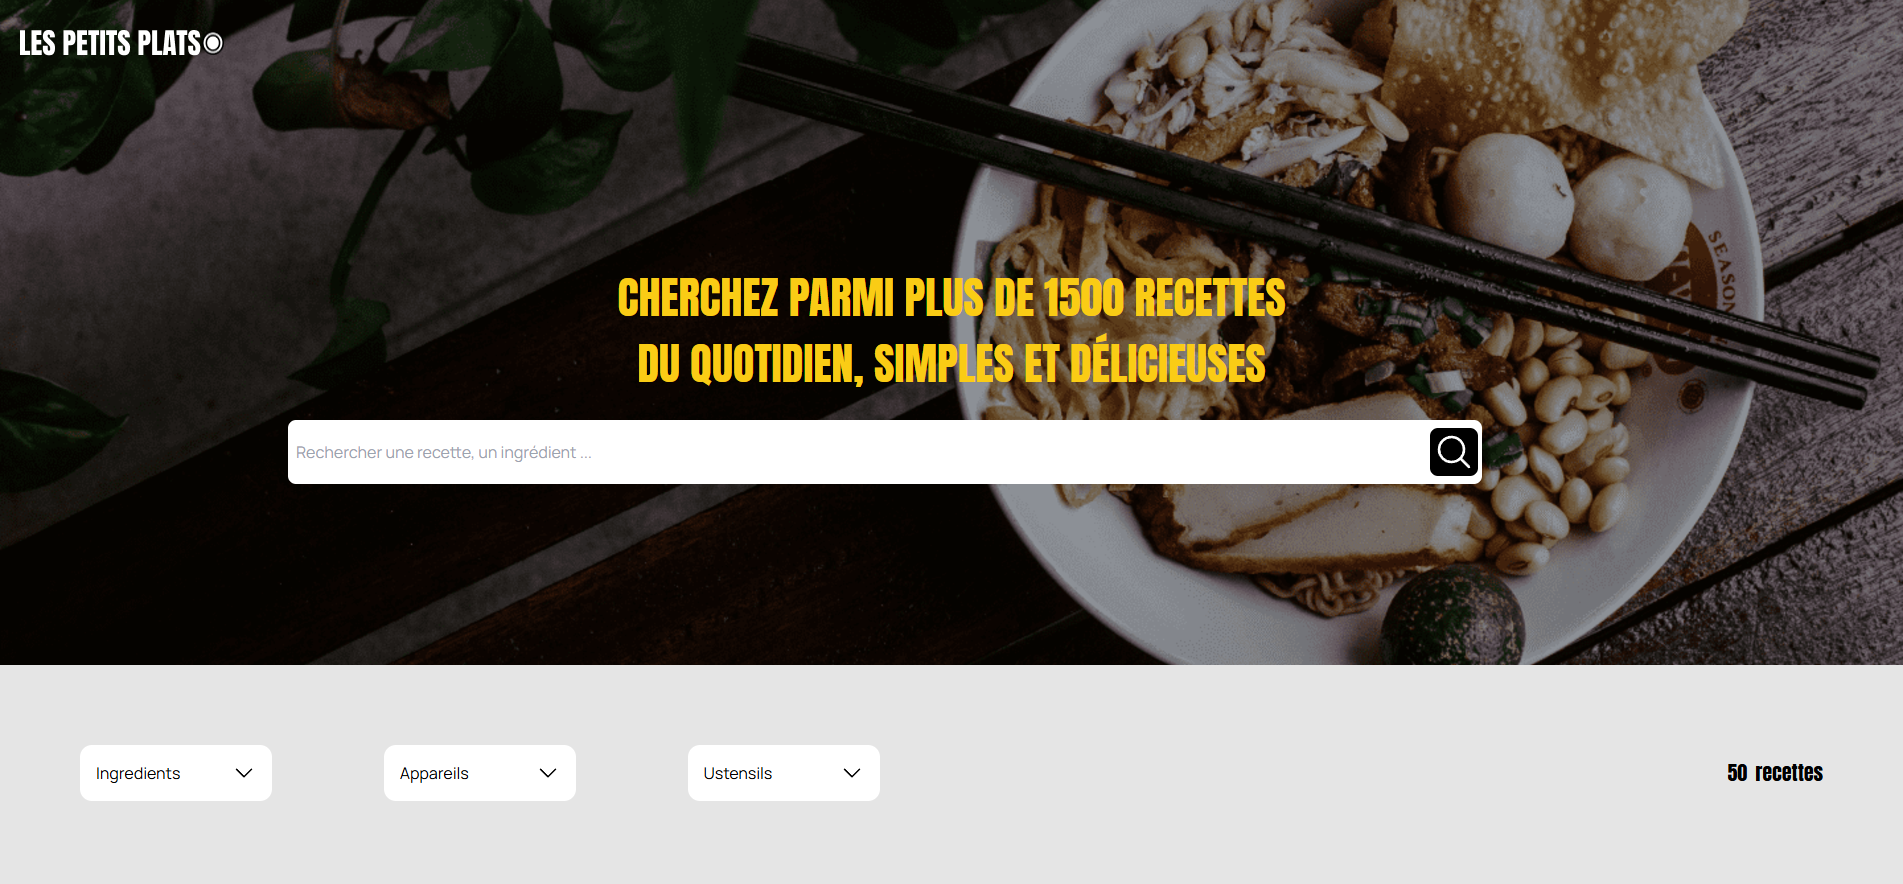 LES PETITS PLATS
SEASON
CHERCHEZ PARMI PLUS DE 1500 RECETTES
DU QUOTIDIEN, SIMPLES ET DÉLICIEUSES
Rechercher une recette, un ingrédient ...
Ingredients
Appareils
Ustensils
50 recettes